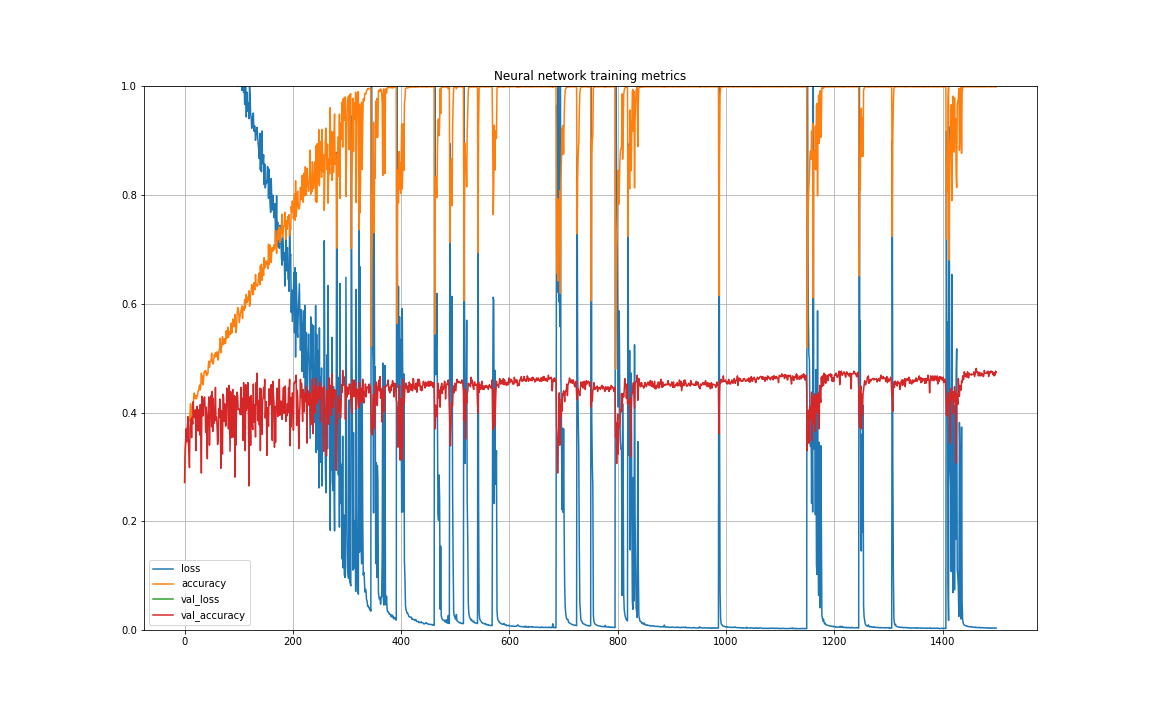 Neural network training metrics
1.0
0.8
0.6
0.4
0.2
0.0
loss
accuracy
val_loss
val_accuracy
0 200 400 600 800 1000 1200 1400